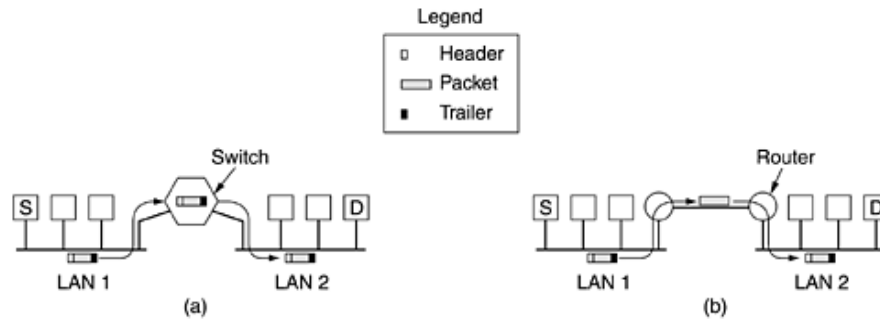 Legend
Header
Packet
Trailer
Switch
Router
S
D
S
D
LAN 1
LAN 2
LAN 1
LAN 2
(a)
(b)